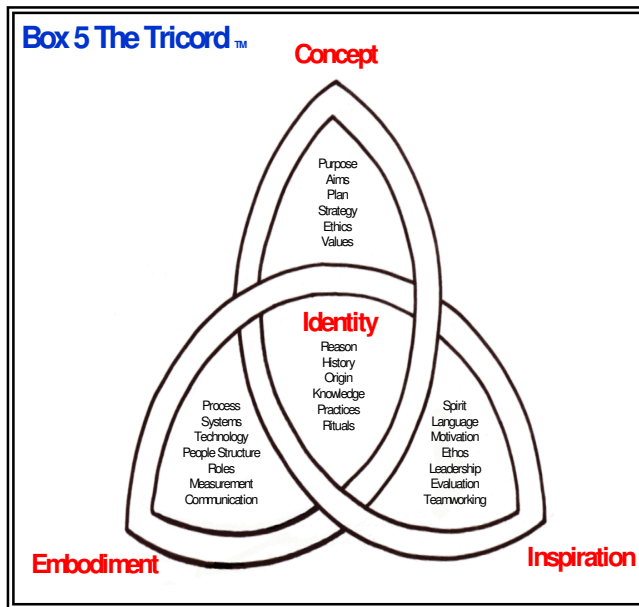 Box 5 The Tricord ™
Concept
Purpose
Aims
Plan
Strategy
Ethics
Values
Identity
Reason
History
Origin
Knowledge
Practices
Rituals
Process
Systems
Technology
People Structure
Roles
Measurement
Communication
Spirit
Language
Motivation
Ethos
Leadership
Evaluation
Teamworking
Embodiment
Inspiration